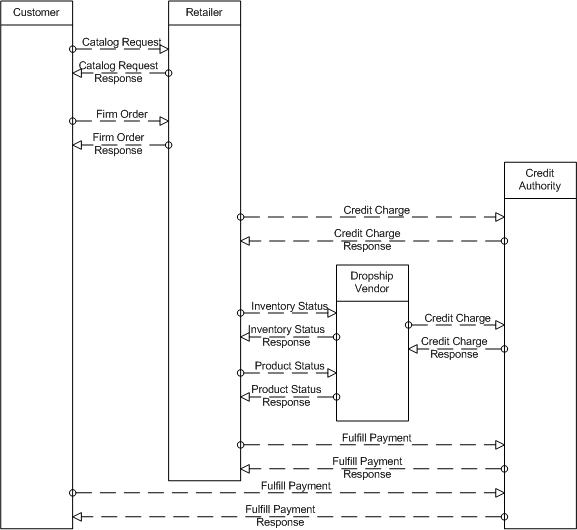 Customer
Retailer
Catalog Request
Catalog Request
Response
Firm Order
Firm Order
Response
Credit
Authority
Credit Charge
Credit Charge
Response
Dropship
Vendor
Inventory Status
Credit Charge
Inventory Status
Response
Credit Charge
Response
Product Status
Product Status
Response
Fulfill Payment
Fulfill Payment
Response
Fulfill Payment
Fulfill Payment
Response